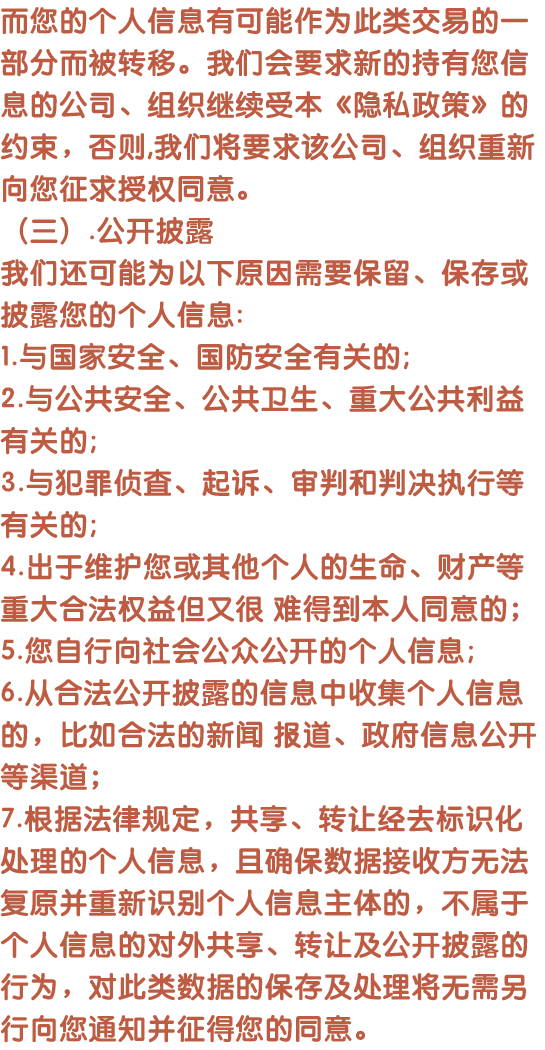 而您的个人信息有可能作为此类交易的一
部分而被转移。我们会要求新的持有您信
息的公司、组织继续受本《隐私政策》的
约束，否则,我们将要求该公司、组织重新
向您征求授权同意。
（三）.公开披露
我们还可能为以下原因需要保留、保存或
披露您的个人信息:
1.与国家安全、国防安全有关的;
2.与公共安全、公共卫生、重大公共利益
有关的;
3.与犯罪侦查、起诉、审判和判决执行等
有关的;
4.出于维护您或其他个人的生命、财产等
重大合法权益但又很 难得到本人同意的;
5.您自行向社会公众公开的个人信息;
6.从合法公开披露的信息中收集个人信息
的，比如合法的新闻 报道、政府信息公开
等渠道;
7.根据法律规定，共享、转让经去标识化
处理的个人信息，且确保数据接收方无法
复原并重新识别个人信息主体的，不属于
个人信息的对外共享、转让及公开披露的
行为，对此类数据的保存及处理将无需另
行向您通知并征得您的同意。